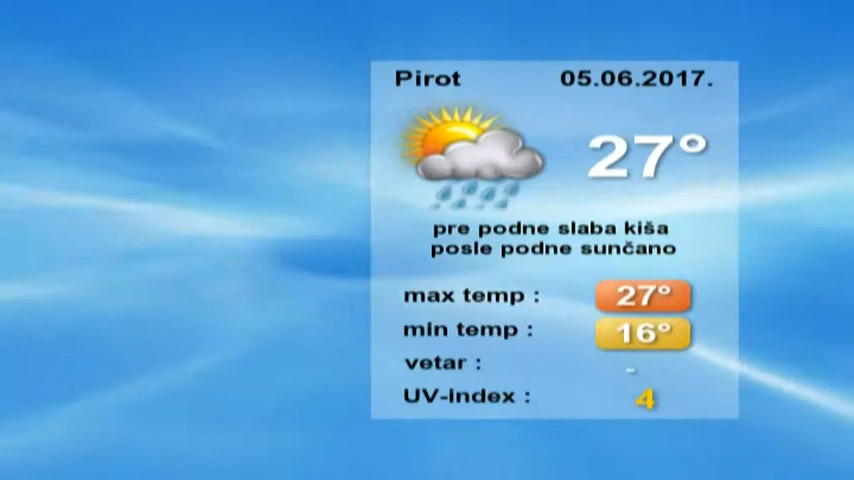 Pirot 05.06.2017.
27°
pre podne slaba kiša
posle podne sunčano
max temp : 27°
min temp : 16°
vetar : -
UV-index : 4